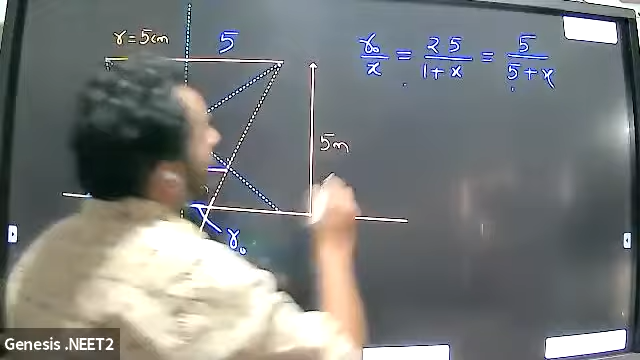 r = 5cm
5
r₀/x = 25/1+x = 5/5+x
5m
r₀
Genesis .NEET2